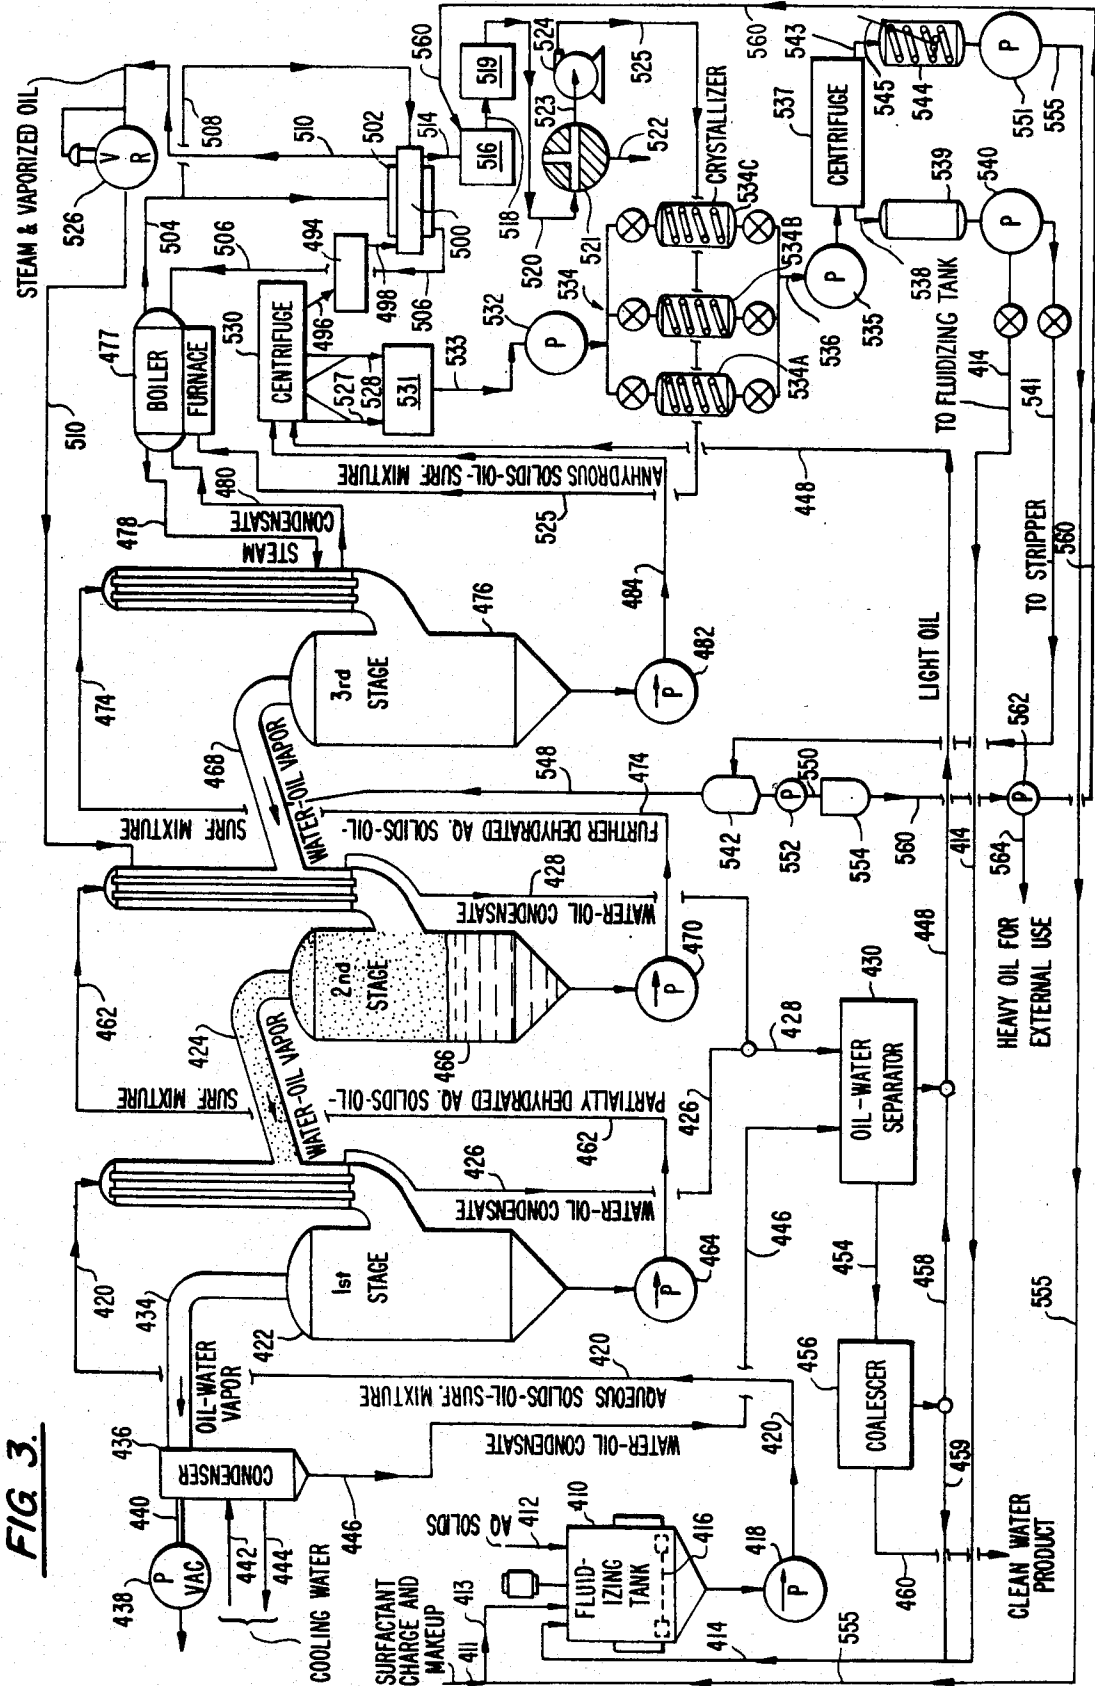 FIG 3.
438
P
VAC
440
436
CONDENSER
442
444
COOLING WATER
446
434
OIL-WATER
VAPOR
420
422
1st
STAGE
464
P
462
WATER-OIL CONDENSATE
426
WATER-OIL VAPOR
424
SURF. MIXTURE
PARTIALLY DEHYDRATED AQ. SOLIDS-OIL-
462
2nd
STAGE
466
470
P
WATER-OIL CONDENSATE
428
WATER-OIL VAPOR
468
SURF. MIXTURE
FURTHER DEHYDRATED AQ. SOLIDS-OIL-
474
474
3rd
STAGE
476
482
P
484
STEAM
478
CONDENSATE
480
525
ANHYDROUS SOLIDS-OIL-SURF. MIXTURE
448
510
477
BOILER
FURNACE
STEAM & VAPORIZED OIL
526
V
R
504
506
508
510
502
500
514
530
CENTRIFUGE
496
494
498
506
527
528
531
533
532
P
560
516
519
518
520
521
522
523
524
525
534
534A
534B
534C
CRYSTALLIZER
536
535
P
537
CENTRIFUGE
538
539
540
P
543
545
544
551
P
555
560
TO FLUIDIZING TANK
414
541
TO STRIPPER
560
LIGHT OIL
548
542
552
P
550
554
560
562
P
564
HEAVY OIL FOR
EXTERNAL USE
414
448
430
OIL-WATER
SEPARATOR
428
426
446
454
458
456
COALESCER
459
460
CLEAN WATER
PRODUCT
555
AQUEOUS SOLIDS-OIL-SURF. MIXTURE
420
WATER-OIL CONDENSATE
420
418
P
AQ SOLIDS
412
410
FLUID-
IZING
TANK
416
413
SURFACTANT
CHARGE AND
MAKEUP
411
414
555